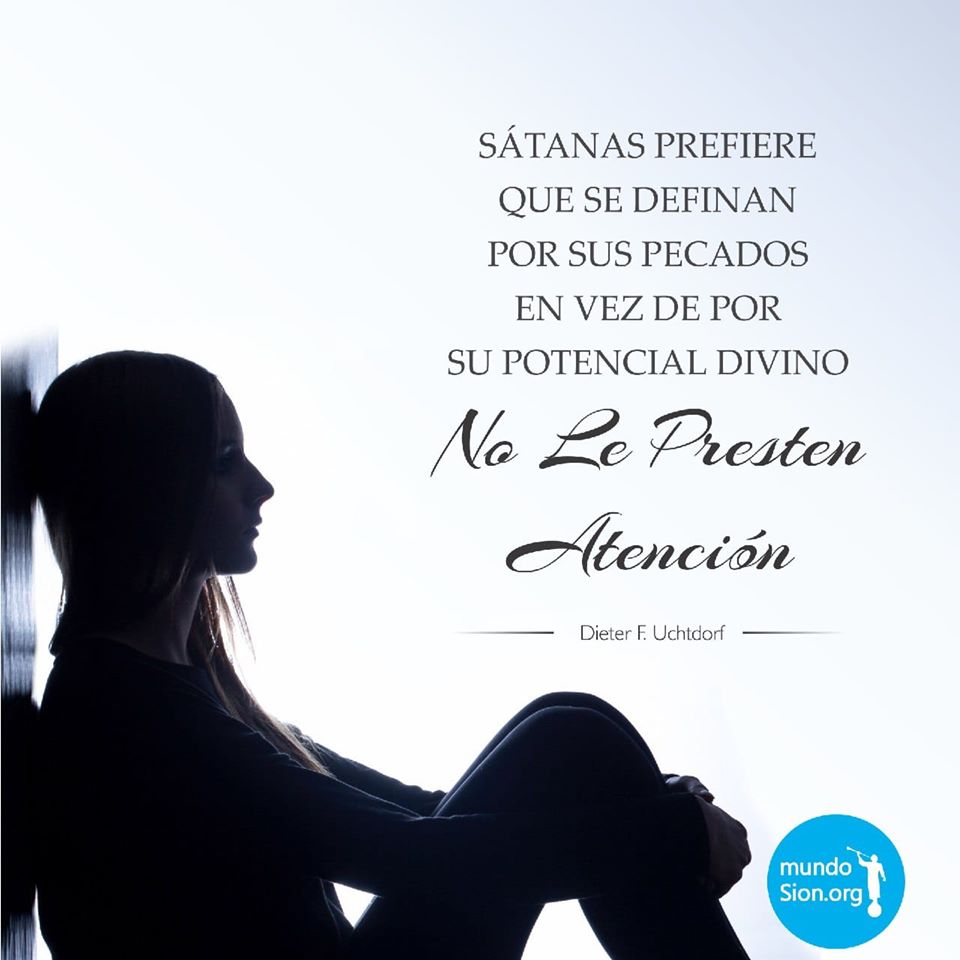 SÁTANAS PREFIERE
QUE SE DEFINAN
POR SUS PECADOS
EN VEZ DE POR
SU POTENCIAL DIVINO
No Le Presten
Atención
Dieter F. Uchtdorf
mundo
Sion.org